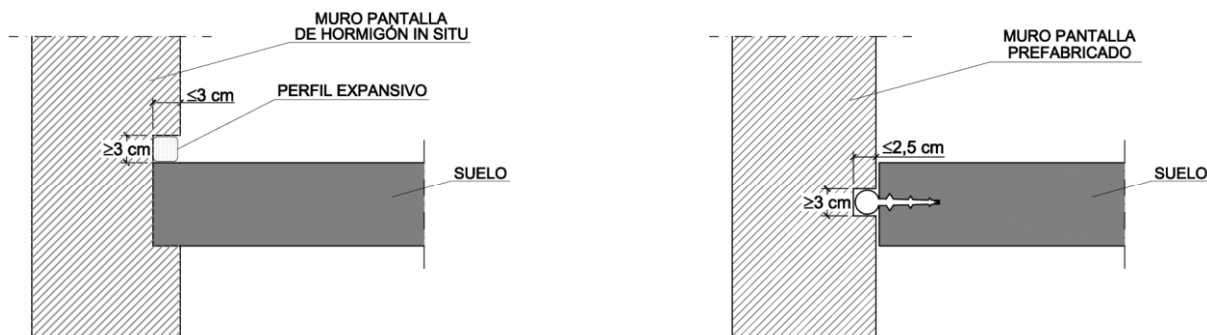 MURO PANTALLA
DE HORMIGÓN IN SITU
≤3 cm
PERFIL EXPANSIVO
≥3 cm
SUELO
MURO PANTALLA
PREFABRICADO
≤2,5 cm
≥3 cm
SUELO